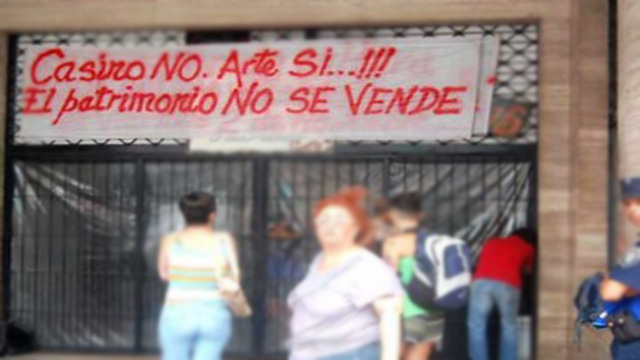 Casino NO. Arte SI...!!!
El patrimonio NO SE VENDE